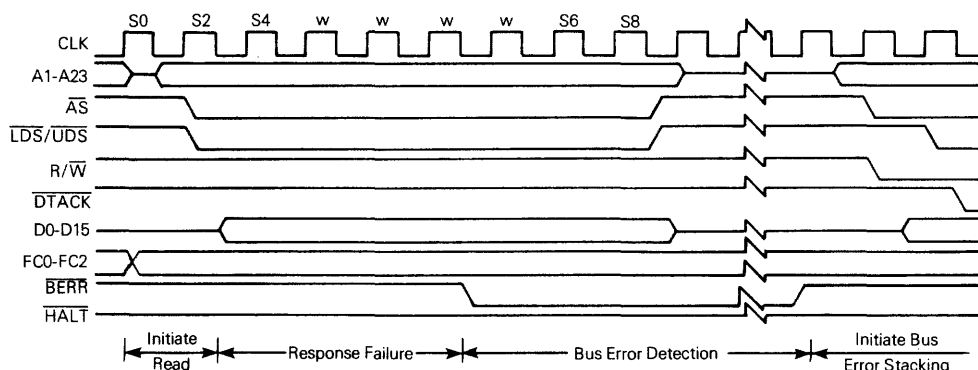 S0 S2 S4 w w w w S6 S8
CLK
A1-A23
AS
LDS/UDS
R/W
DTACK
D0-D15
FC0-FC2
BERR
HALT
Initiate
Read
Response Failure
Bus Error Detection
Initiate Bus
Error Stacking